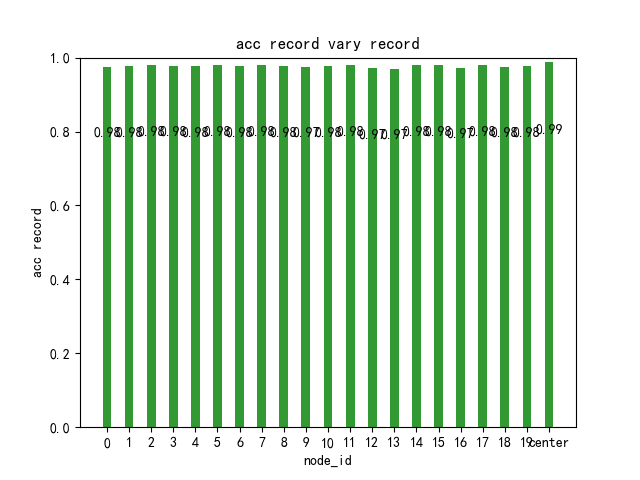 acc record vary record
1.0
0.8
0.6
0.4
0.2
0.0
acc record
0.98 0.98 0.98 0.98 0.98 0.98 0.98 0.98 0.98 0.97 0.98 0.98 0.97 0.97 0.98 0.98 0.97 0.98 0.98 0.98 0.99
0 1 2 3 4 5 6 7 8 9 10 11 12 13 14 15 16 17 18 19 center
node_id